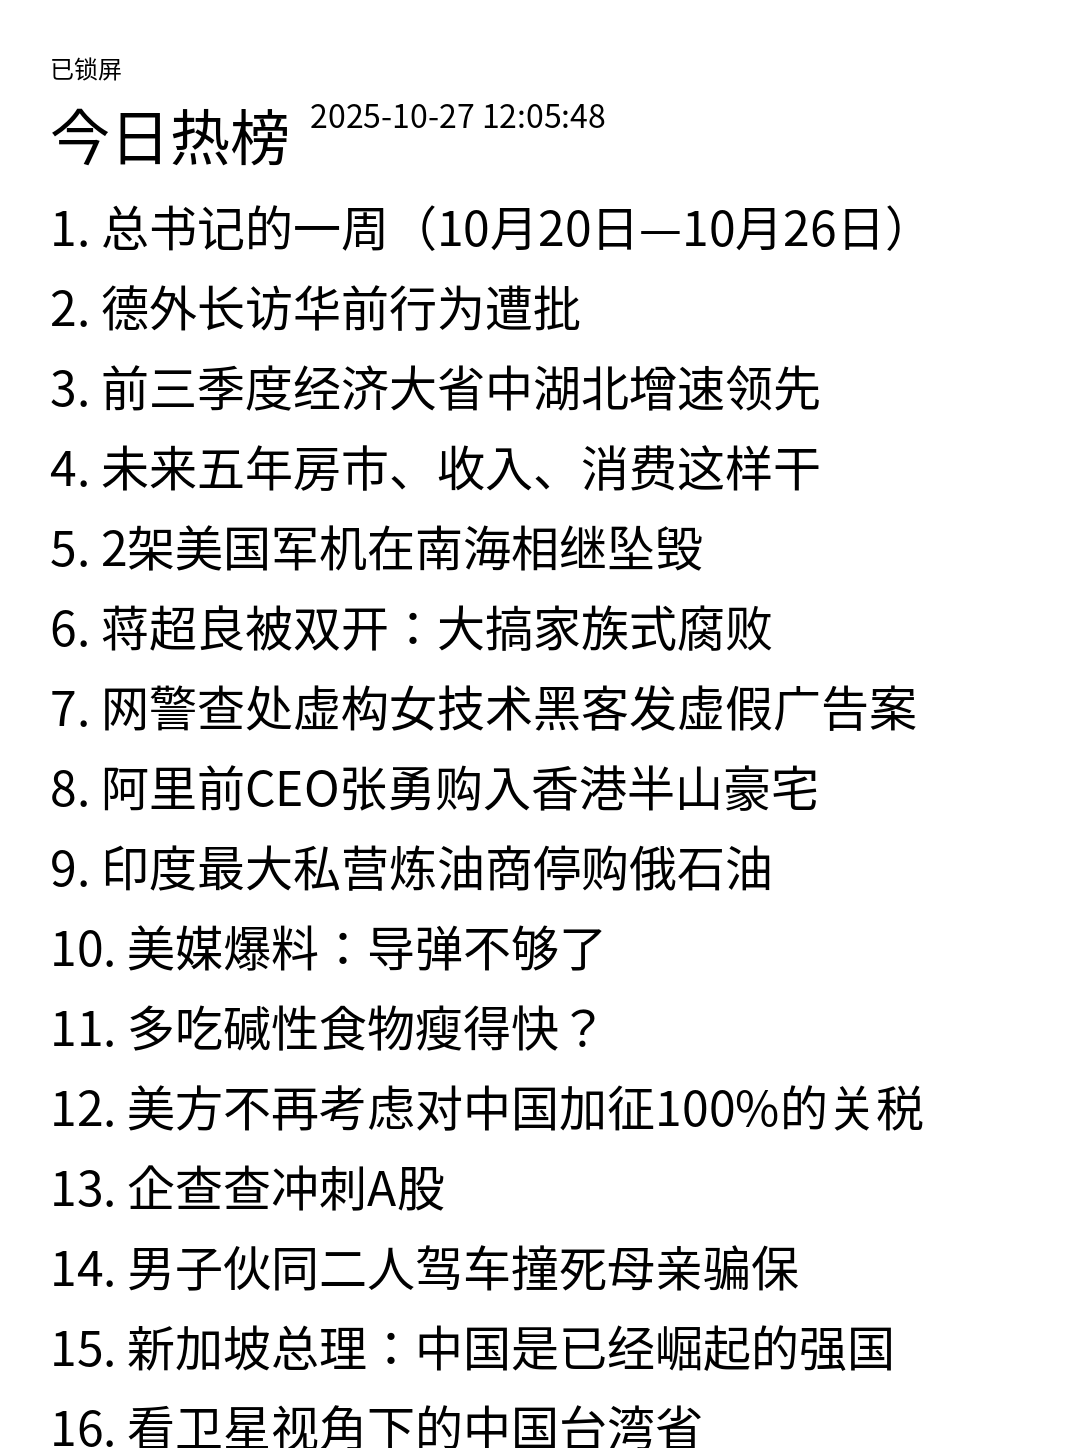 已锁屏
今日热榜 2025-10-27 12:05:48
1. 总书记的一周（10月20日—10月26日）
2. 德外长访华前行为遭批
3. 前三季度经济大省中湖北增速领先
4. 未来五年房市、收入、消费这样干
5. 2架美国军机在南海相继坠毁
6. 蒋超良被双开：大搞家族式腐败
7. 网警查处虚构女技术黑客发虚假广告案
8. 阿里前CEO张勇购入香港半山豪宅
9. 印度最大私营炼油商停购俄石油
10. 美媒爆料：导弹不够了
11. 多吃碱性食物瘦得快？
12. 美方不再考虑对中国加征100%的关税
13. 企查查冲刺A股
14. 男子伙同二人驾车撞死母亲骗保
15. 新加坡总理：中国是已经崛起的强国
16. 看卫星视角下的中国台湾省